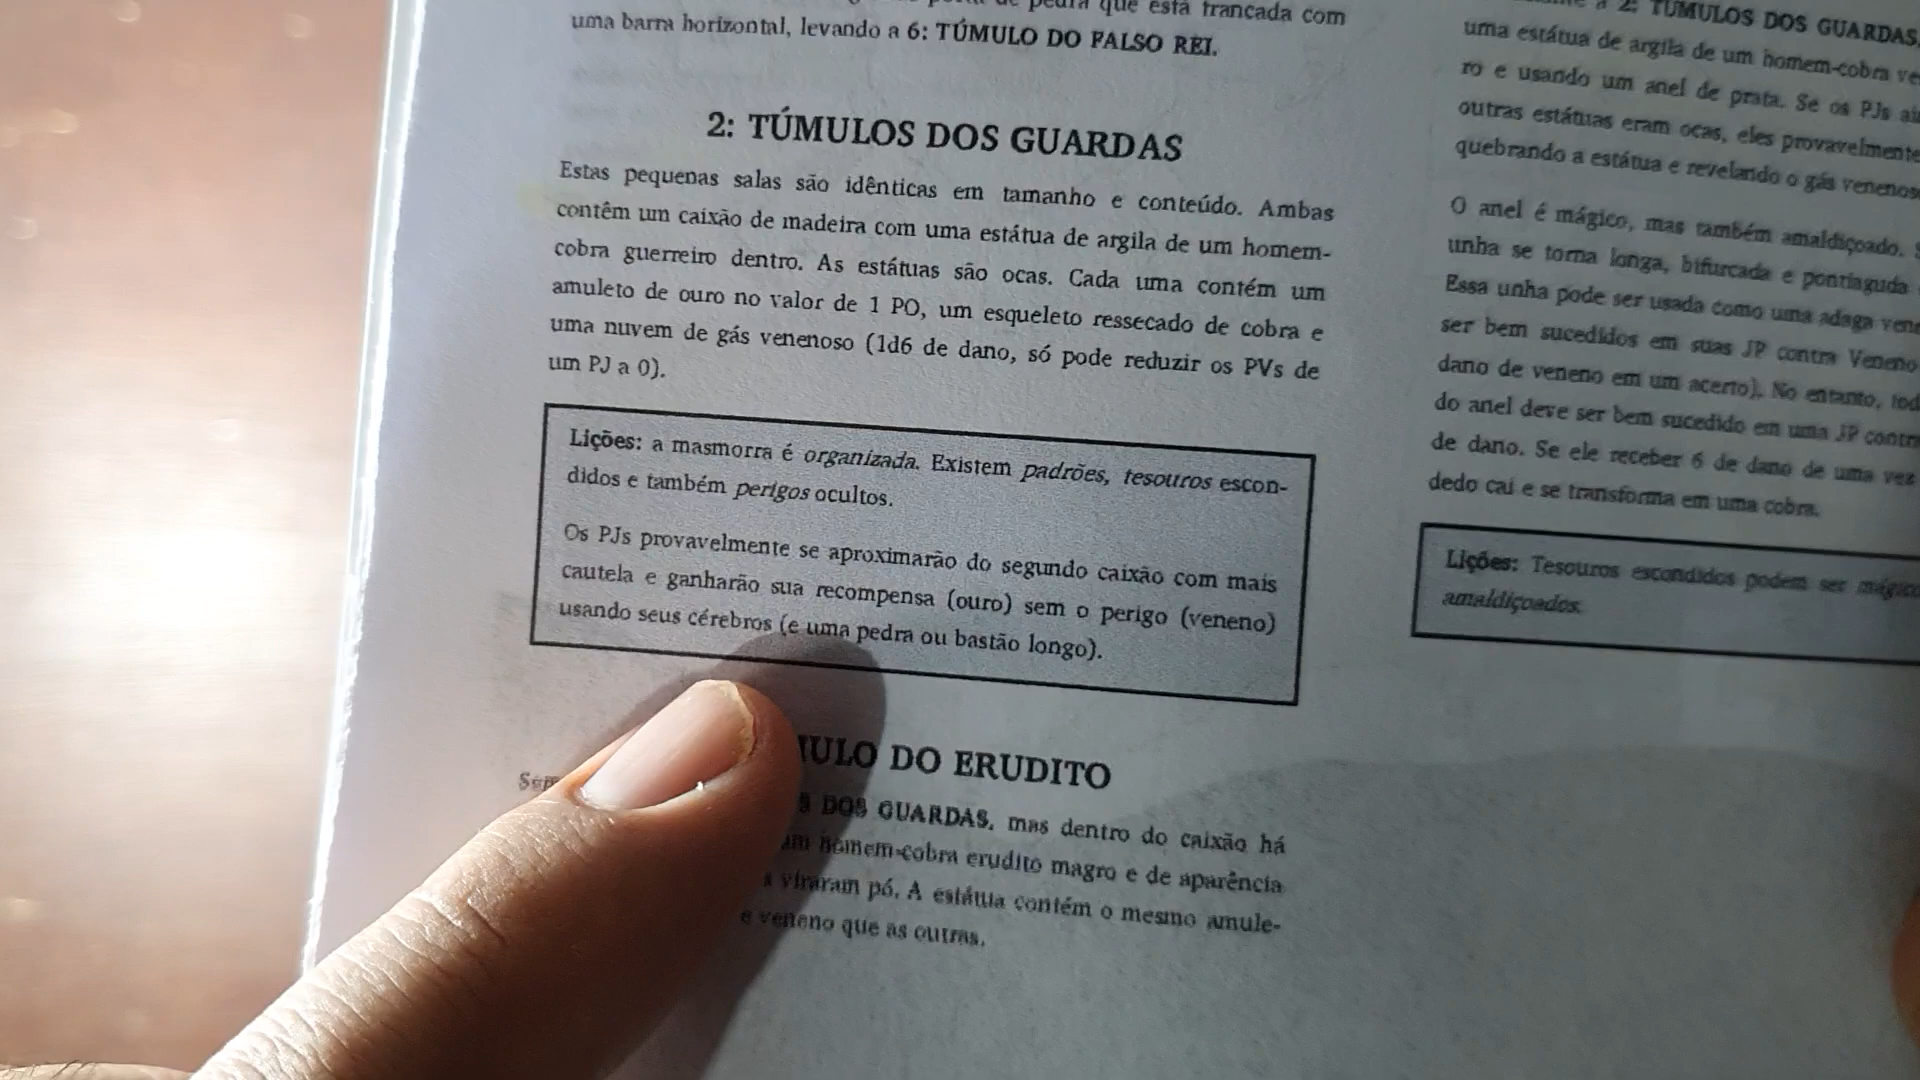 pedra que está trancada com
uma barra horizontal, levando a 6: TÚMULO DO FALSO REI.
2: TÚMULOS DOS GUARDAS
Estas pequenas salas são idênticas em tamanho e conteúdo. Ambas
contêm um caixão de madeira com uma estátua de argila de um homem-
cobra guerreiro dentro. As estátuas são ocas. Cada uma contém um
amuleto de ouro no valor de 1 PO, um esqueleto ressecado de cobra e
uma nuvem de gás venenoso (1d6 de dano, só pode reduzir os PVs de
um PJ a 0).
Lições: a masmorra é organizada. Existem padrões, tesouros escon-
didos e também perigos ocultos.
Os PJs provavelmente se aproximarão do segundo caixão com mais
cautela e ganharão sua recompensa (ouro) sem o perigo (veneno)
usando seus cérebros (e uma pedra ou bastão longo).
DO ERUDITO
DOS GUARDAS, mas dentro do caixão há
homem-cobra erudito magro e de aparência
viraram pó. A estátua contém o mesmo amule-
e veneno que as outras.
a 2: TÚMULOS DOS GUARDAS,
uma estátua de argila de um homem-cobra
ro e usando um anel de prata. Se os PJs
outras estátuas eram ocas, eles provavelmente
quebrando a estátua e revelando o gás
O anel é mágico, mas também amaldiçoado.
unha se torna longa, bifurcada e pontiaguda
Essa unha pode ser usada como uma adaga
ser bem sucedidos em suas JP contra Veneno
dano de veneno em um acerto). No entanto,
do anel deve ser bem sucedido em uma JP
de dano. Se ele receber 6 de dano de uma vez
dedo cai e se transforma em uma cobra.
Lições: Tesouros escondidos podem ser
amaldiçoados.